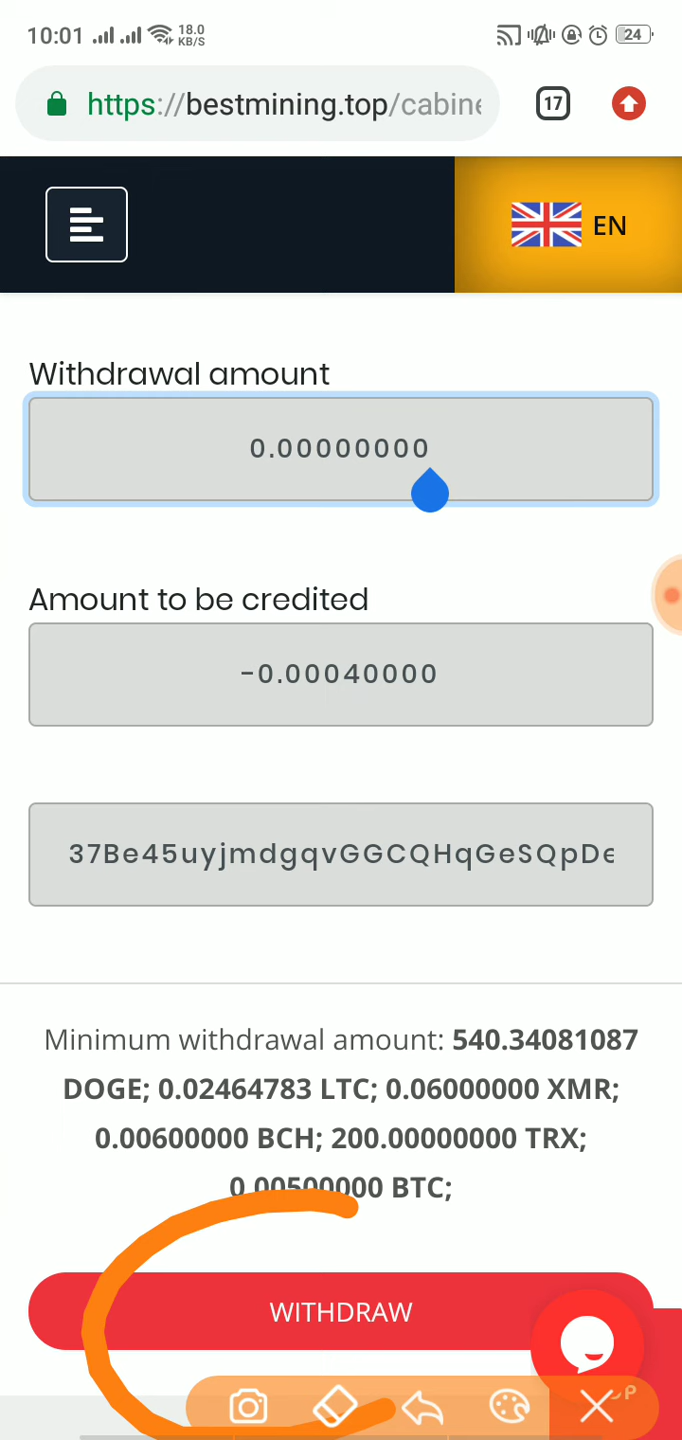 10:01 18.0 KB/S 24
https://bestmining.top/cabine 17
EN
Withdrawal amount
0.00000000
Amount to be credited
-0.00040000
37Be45uyjmdgqvGGCQHqGeSQpDe
Minimum withdrawal amount: 540.34081087
DOGE; 0.02464783 LTC; 0.06000000 XMR;
0.00600000 BCH; 200.00000000 TRX;
0.00500000 BTC;
WITHDRAW